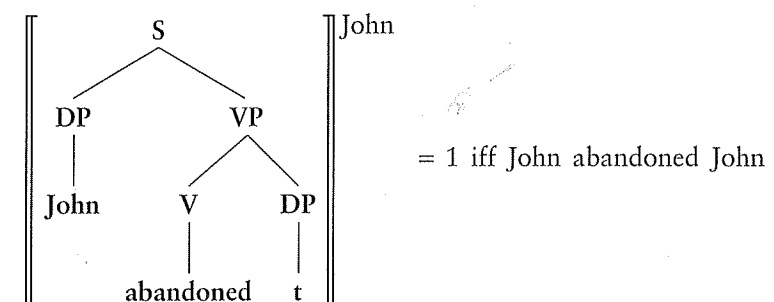 S
John
DP VP
= 1 iff John abandoned John
John V DP
abandoned t